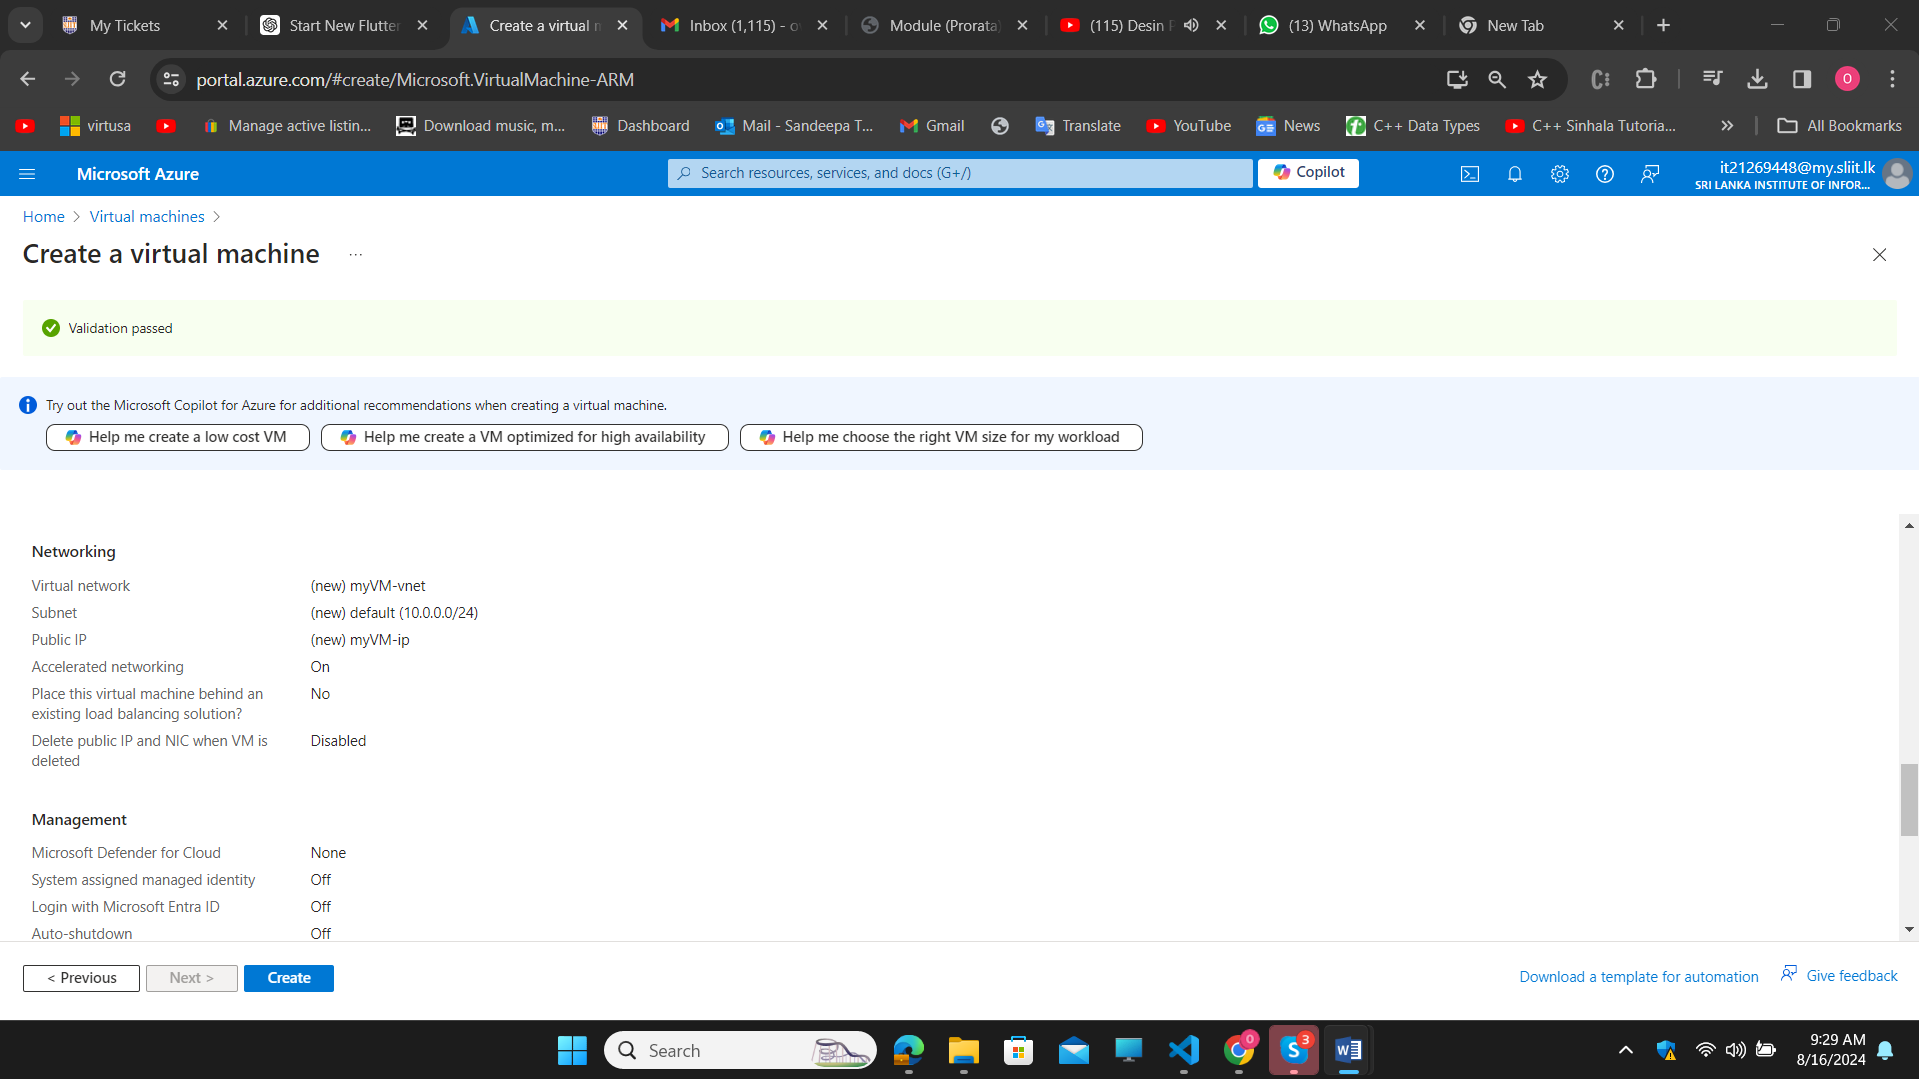 My Tickets
Start New Flutter
Create a virtual n
Inbox (1,115) - o
Module (Prorata)
(115) Desin
(13) WhatsApp
New Tab
portal.azure.com/#create/Microsoft.VirtualMachine-ARM
O
virtusa
Manage active listin...
Download music, m...
Dashboard
Mail - Sandeepa T...
Gmail
Translate
YouTube
News
C++ Data Types
C++ Sinhala Tutoria...
All Bookmarks
Microsoft Azure
Search resources, services, and docs (G+/)
Copilot
it21269448@my.sliit.lk
SRI LANKA INSTITUTE OF INFOR...
Home > Virtual machines >
Create a virtual machine ...
Validation passed
Try out the Microsoft Copilot for Azure for additional recommendations when creating a virtual machine.
Help me create a low cost VM
Help me create a VM optimized for high availability
Help me choose the right VM size for my workload
Networking
Virtual network (new) myVM-vnet
Subnet (new) default (10.0.0.0/24)
Public IP (new) myVM-ip
Accelerated networking On
Place this virtual machine behind an No
existing load balancing solution?
Delete public IP and NIC when VM is Disabled
deleted
Management
Microsoft Defender for Cloud None
System assigned managed identity Off
Login with Microsoft Entra ID Off
Auto-shutdown Off
< Previous
Next >
Create
Download a template for automation
Give feedback
Search
0
3
9:29 AM
8/16/2024